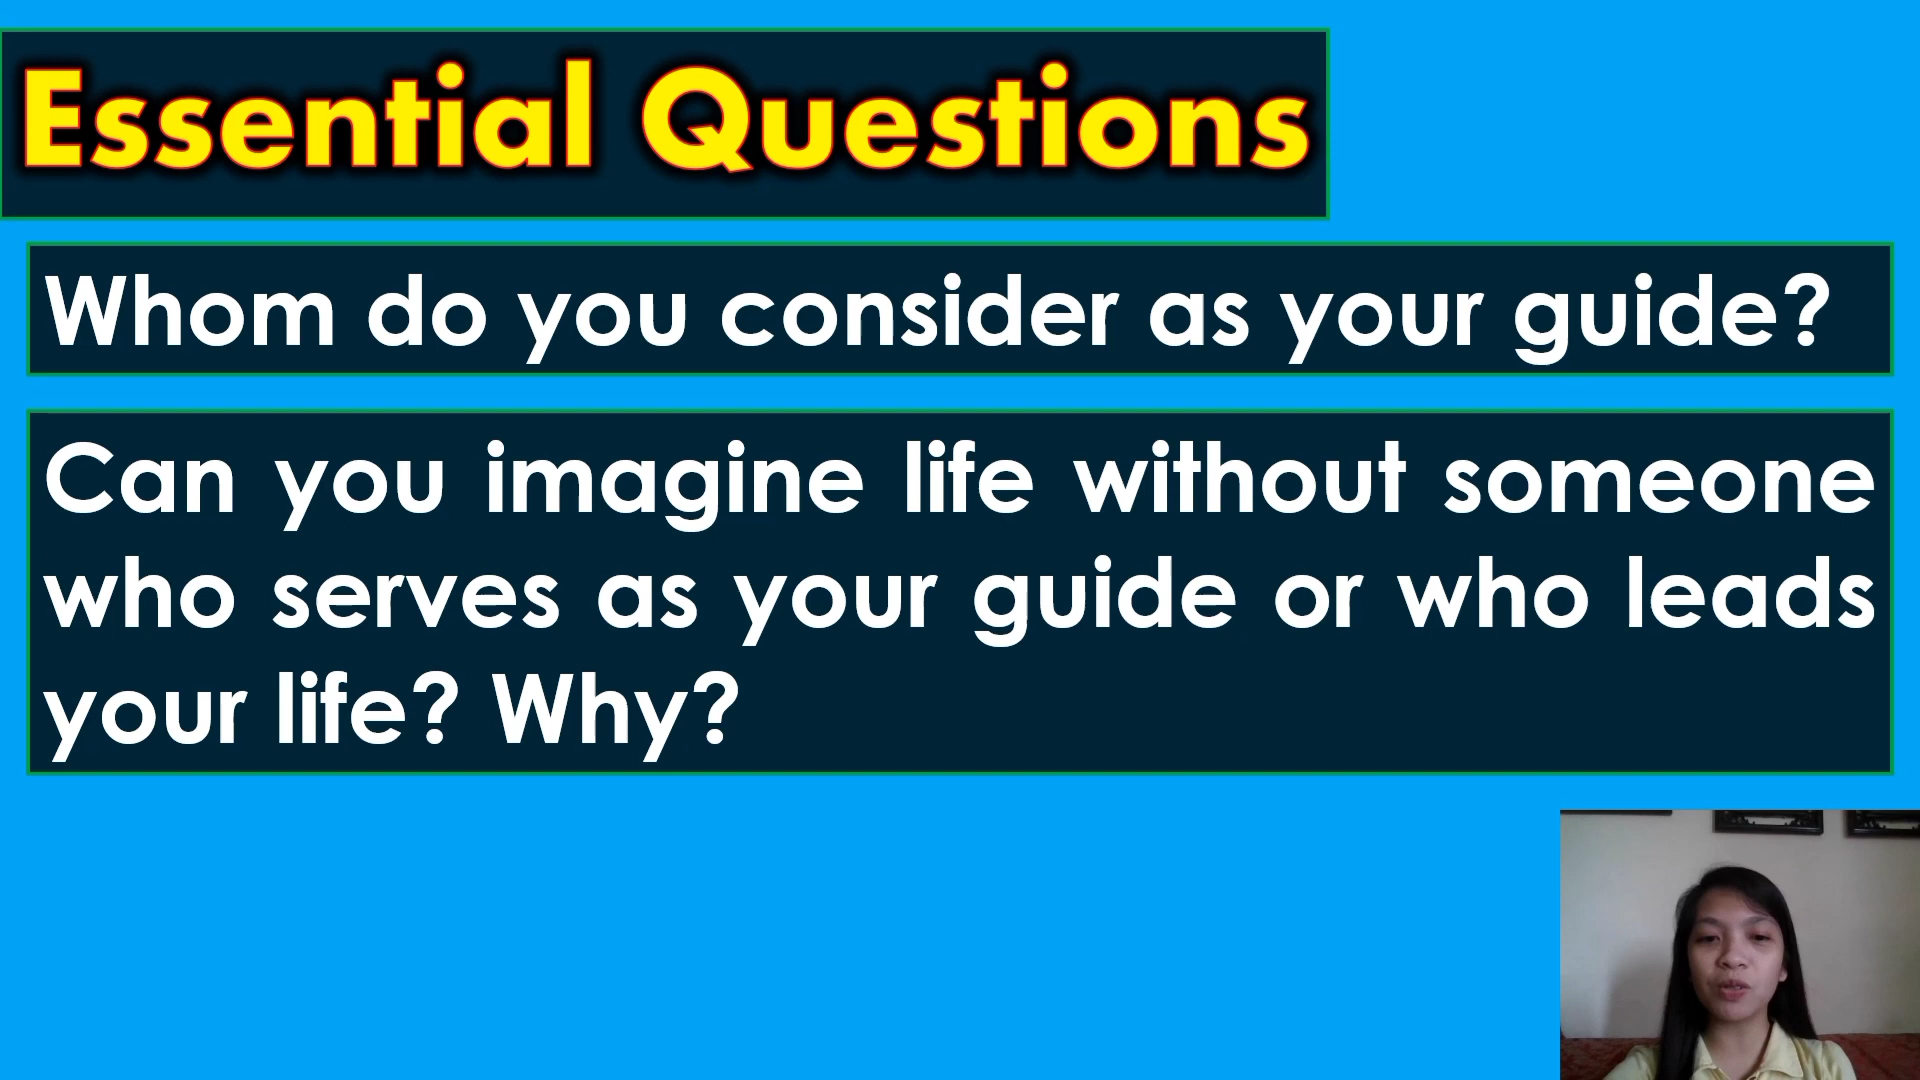 Essential Questions
Whom do you consider as your guide?
Can you imagine life without someone
who serves as your guide or who leads
your life? Why?